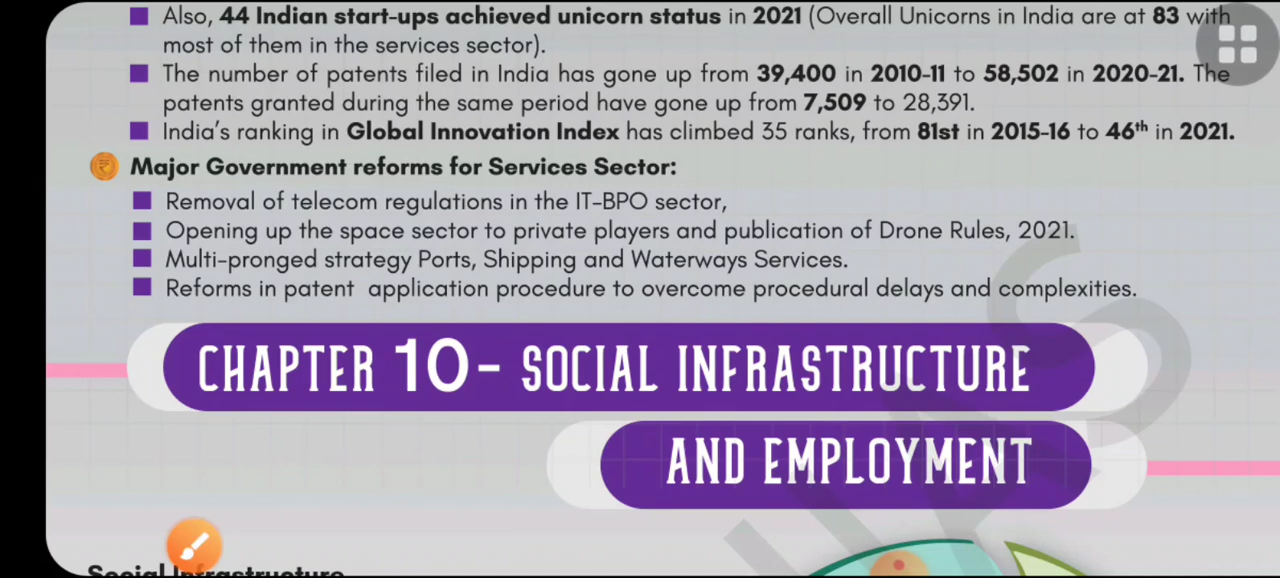 Also, 44 Indian start-ups achieved unicorn status in 2021 (Overall Unicorns in India are at 83 with
most of them in the services sector).
The number of patents filed in India has gone up from 39,400 in 2010-11 to 58,502 in 2020-21. The
patents granted during the same period have gone up from 7,509 to 28,391.
India's ranking in Global Innovation Index has climbed 35 ranks, from 81st in 2015-16 to 46th in 2021.
Major Government reforms for Services Sector:
Removal of telecom regulations in the IT-BPO sector,
Opening up the space sector to private players and publication of Drone Rules, 2021.
Multi-pronged strategy Ports, Shipping and Waterways Services.
Reforms in patent application procedure to overcome procedural delays and complexities.
CHAPTER 10- SOCIAL INFRASTRUCTURE
AND EMPLOYMENT
Social Infrastructure